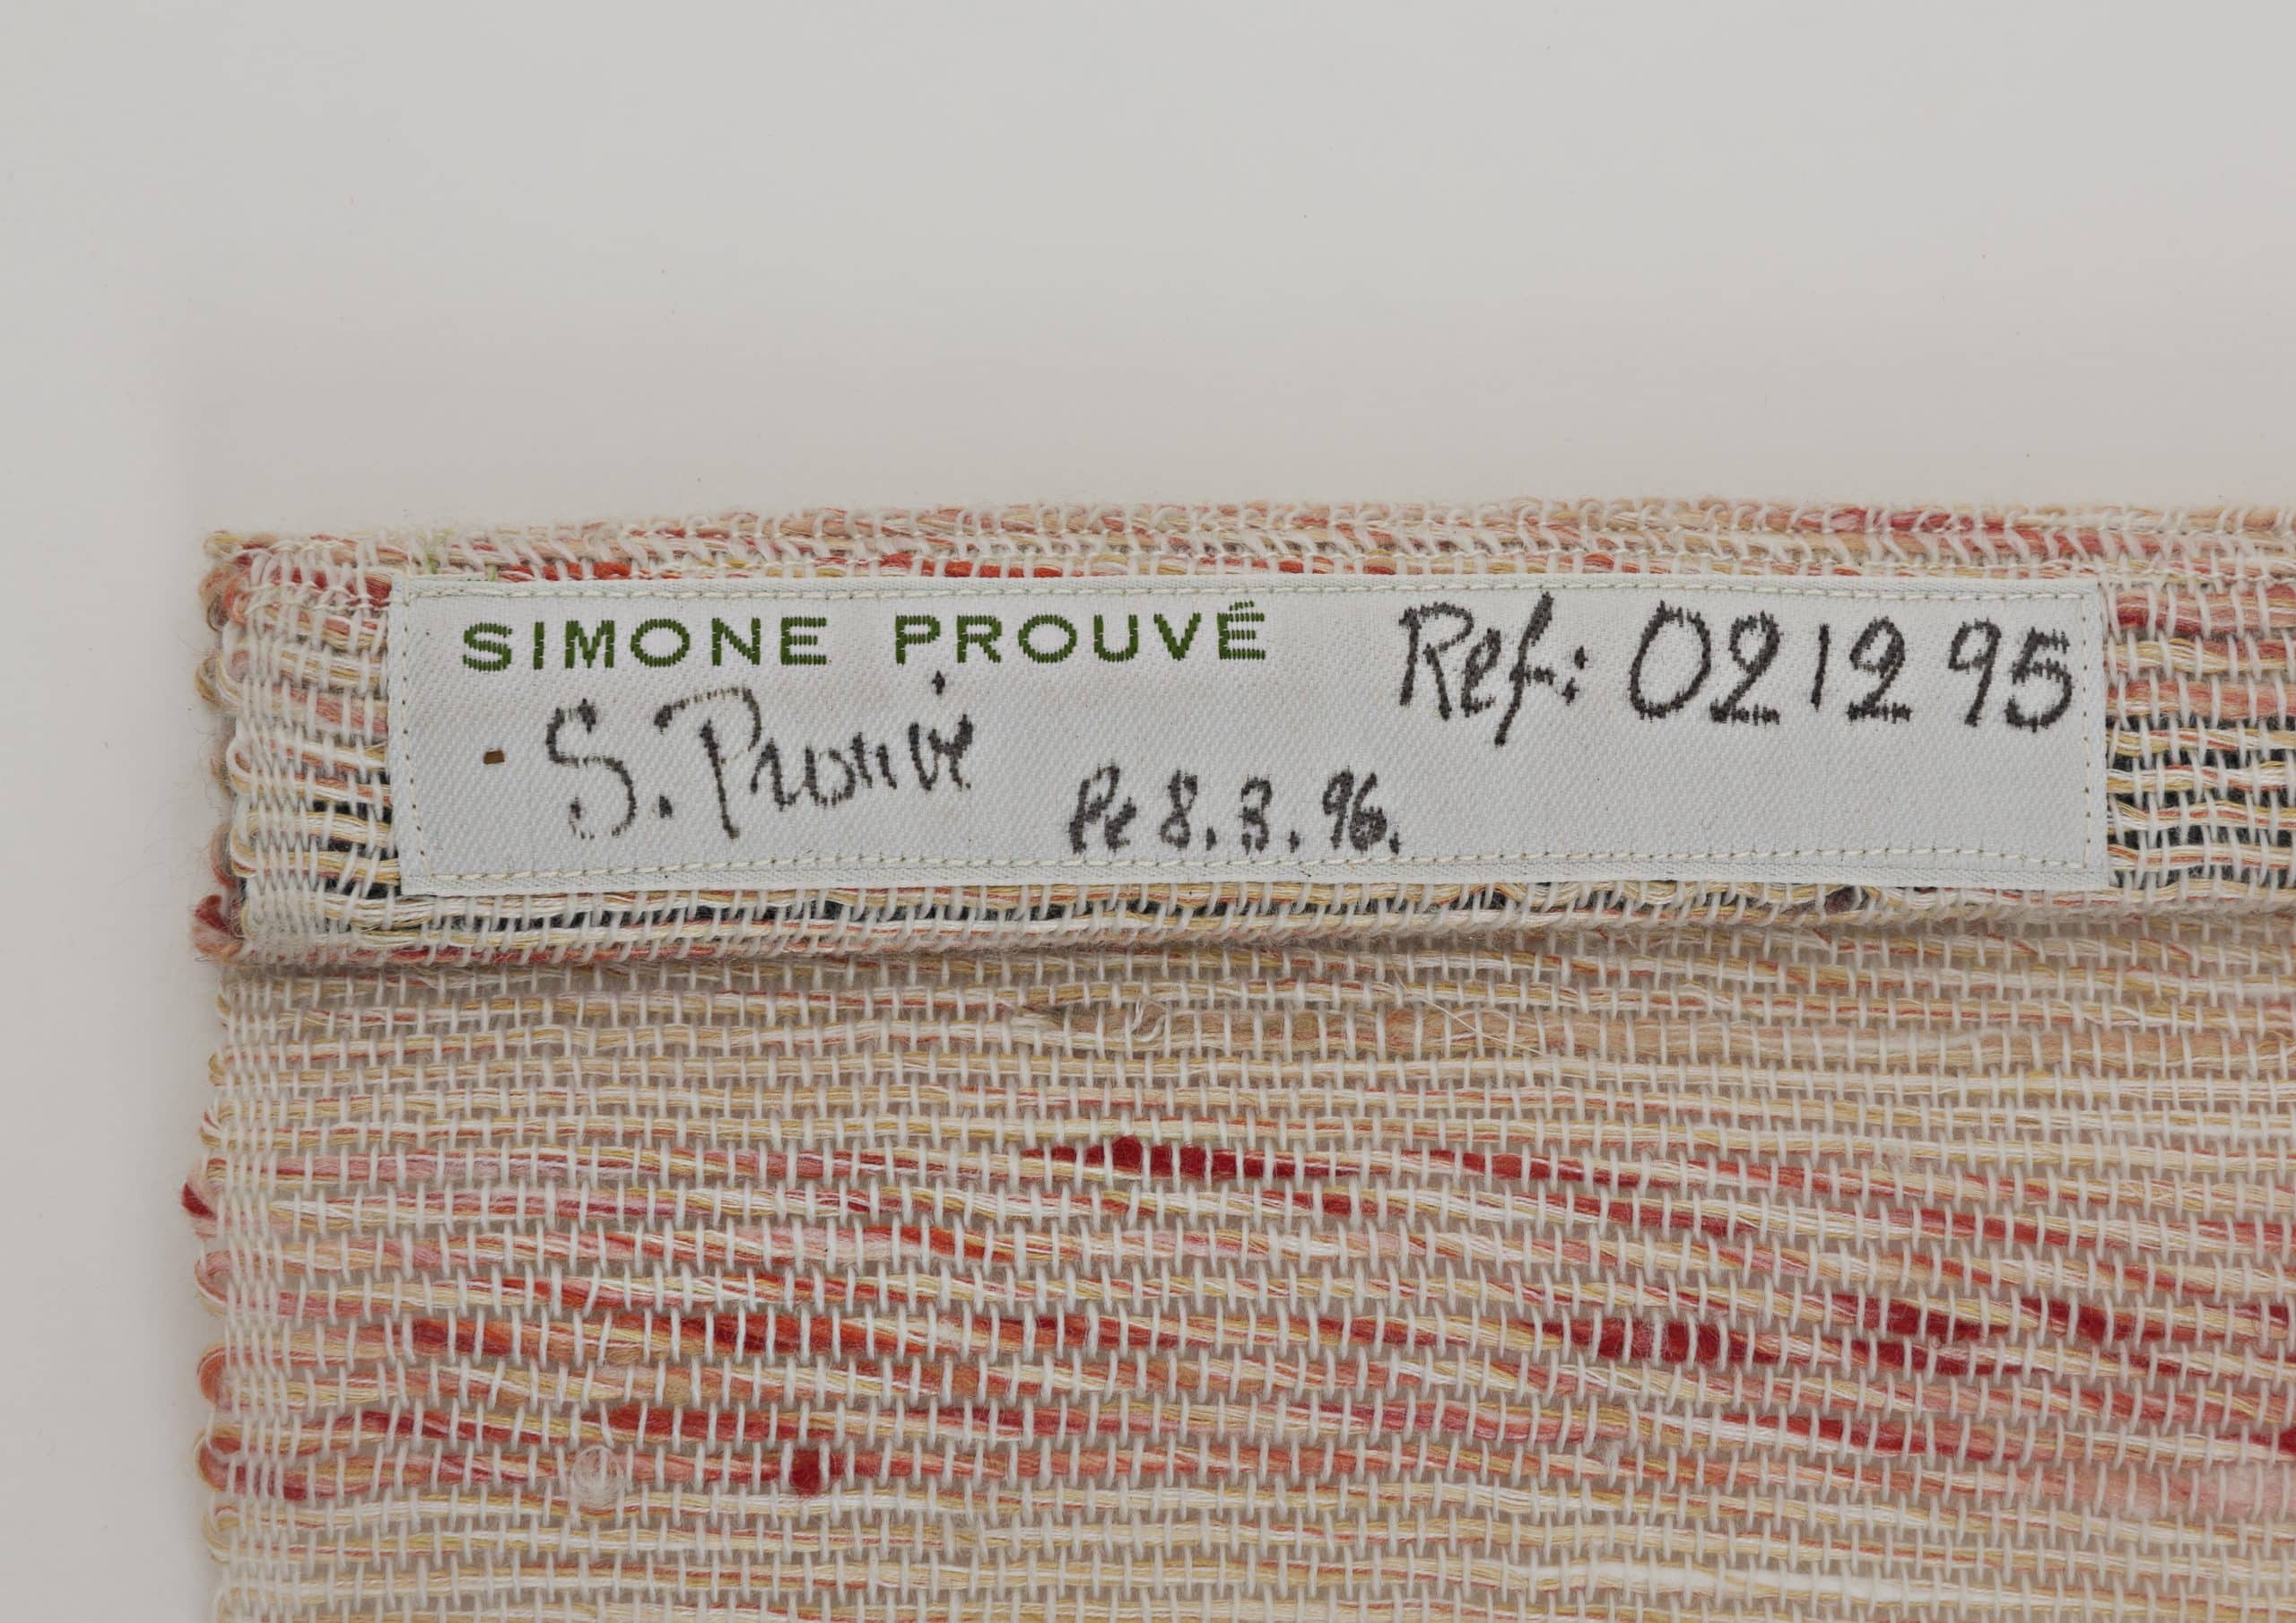 SIMONE PROUVÉ
Ref: 021295
S. Prouvé
Le 8.3.96.